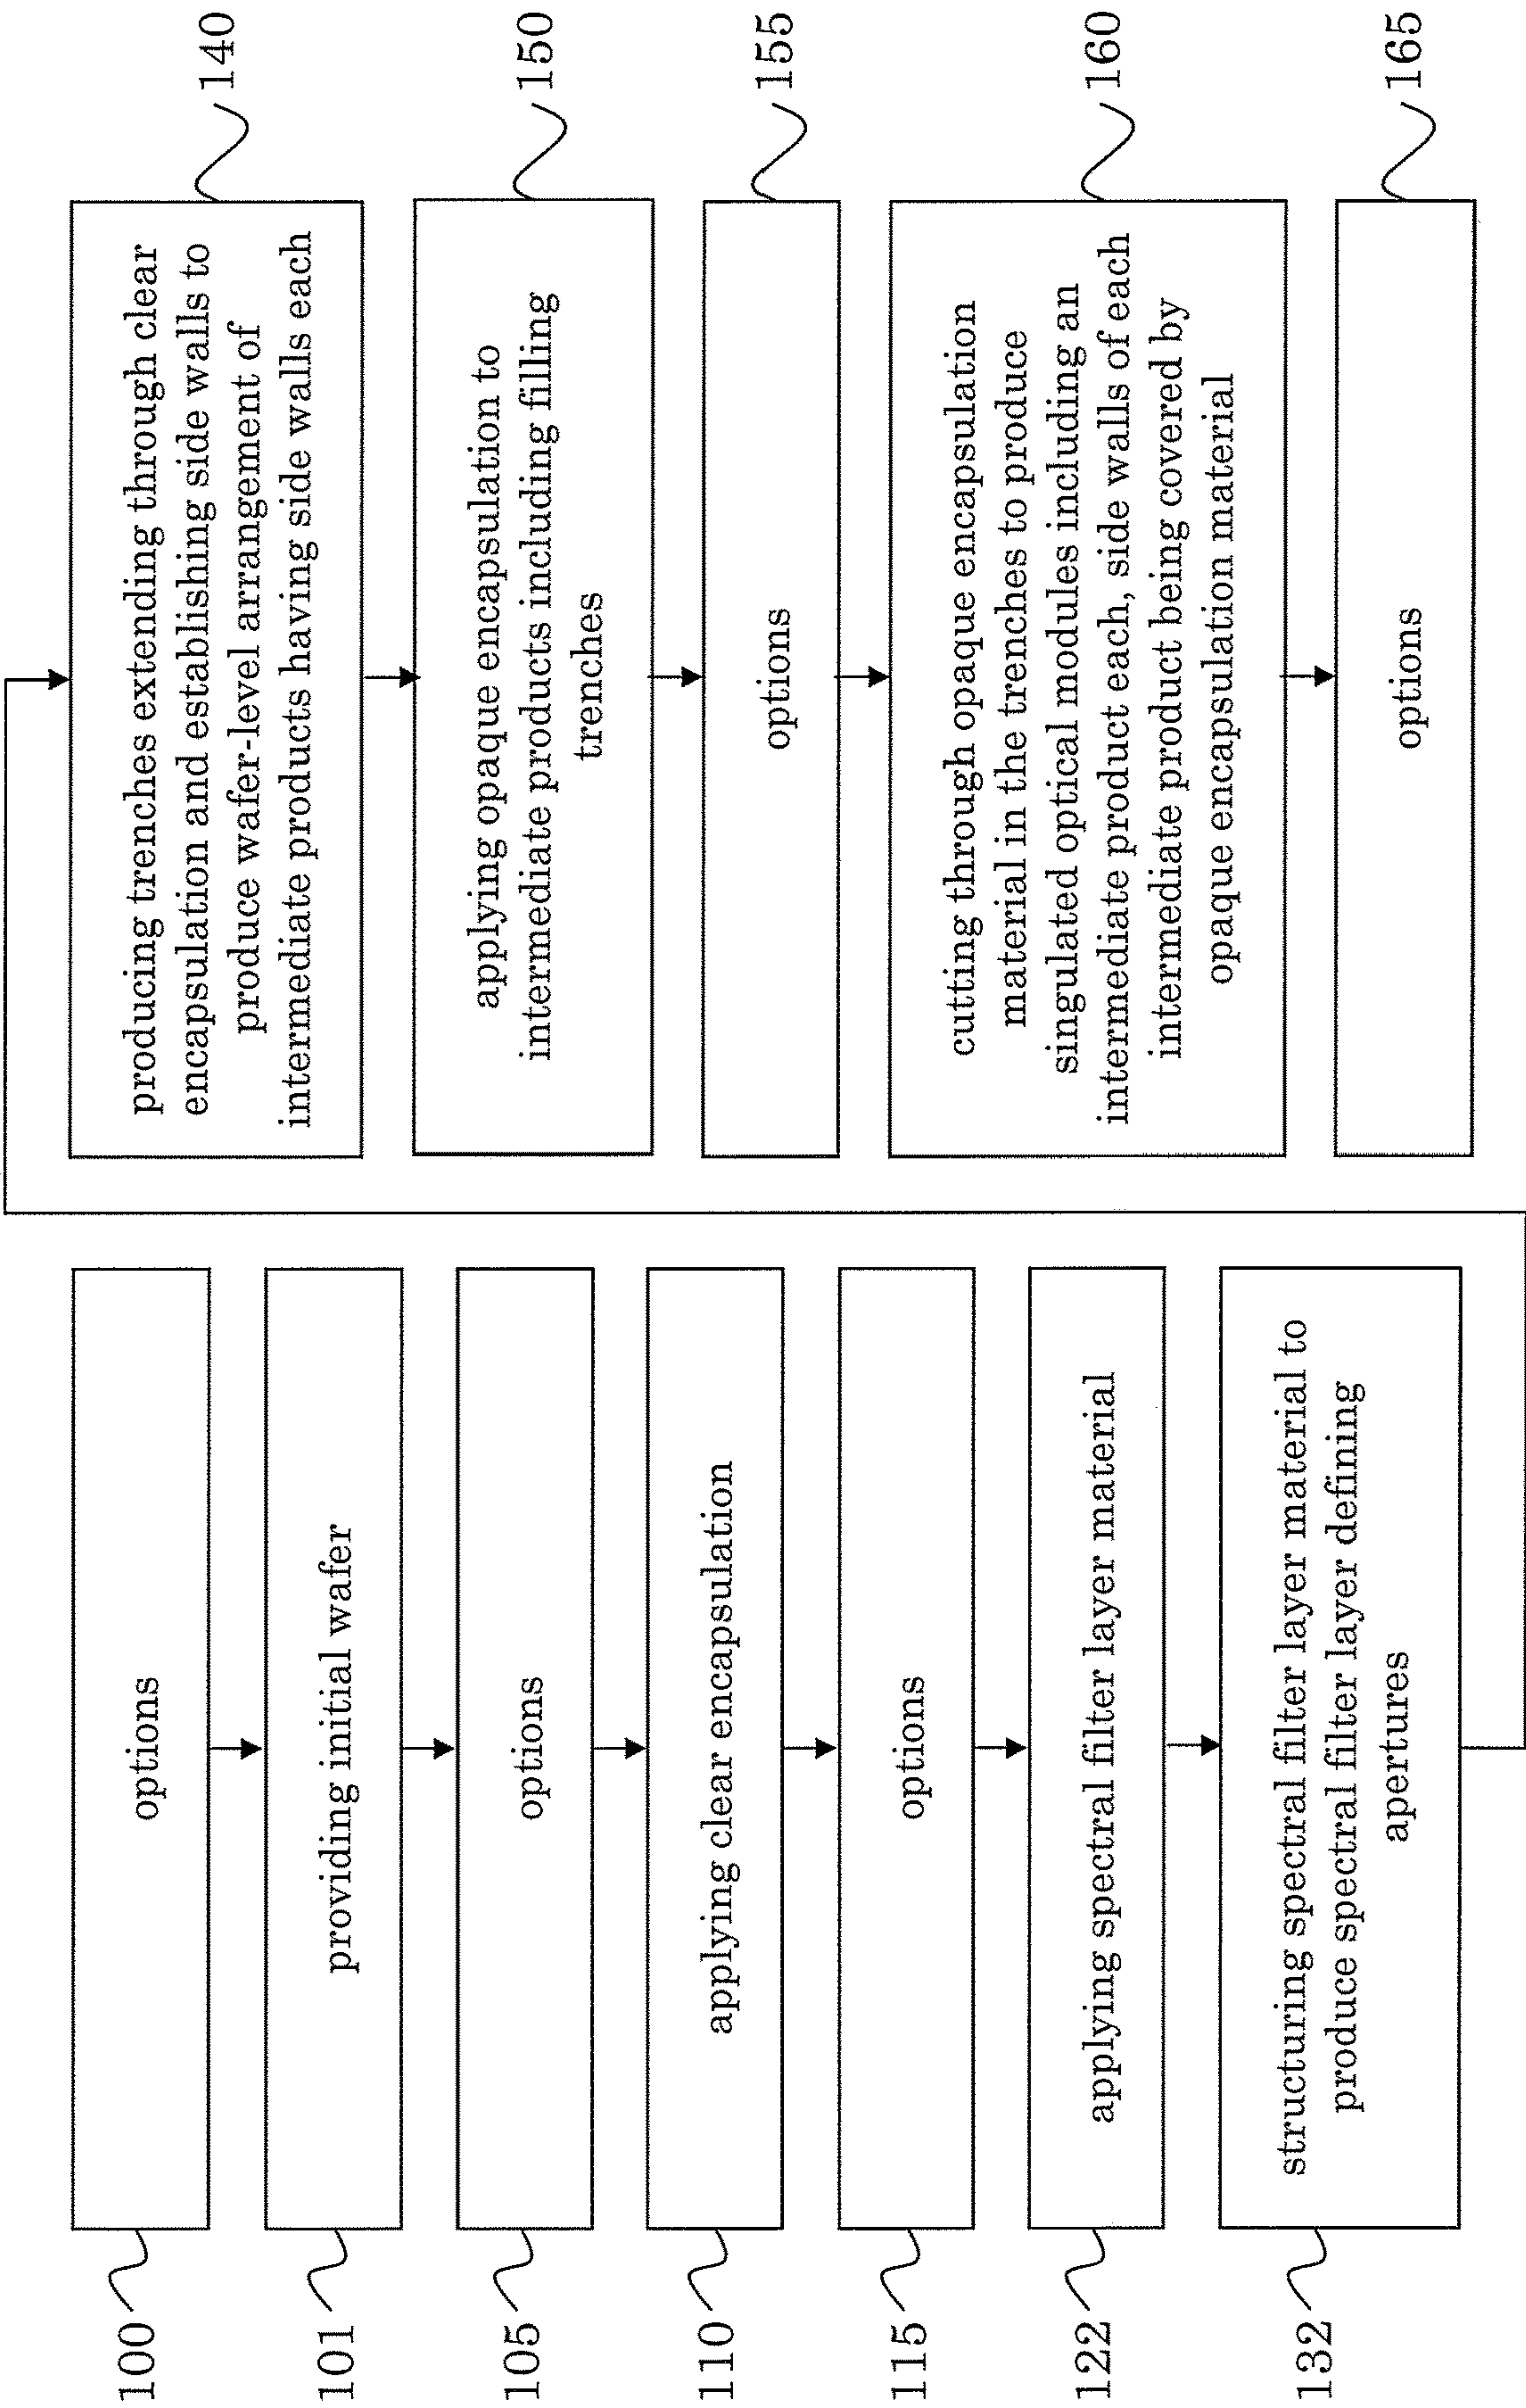 100
options
101
providing initial wafer
105
options
110
applying clear encapsulation
115
options
122
applying spectral filter layer material
132
structuring spectral filter layer material to
produce spectral filter layer defining
apertures
producing trenches extending through clear
encapsulation and establishing side walls to
produce wafer-level arrangement of
intermediate products having side walls each
140
applying opaque encapsulation to
intermediate products including filling
trenches
150
options
155
cutting through opaque encapsulation
material in the trenches to produce
singulated optical modules including an
intermediate product each, side walls of each
intermediate product being covered by
opaque encapsulation material
160
options
165